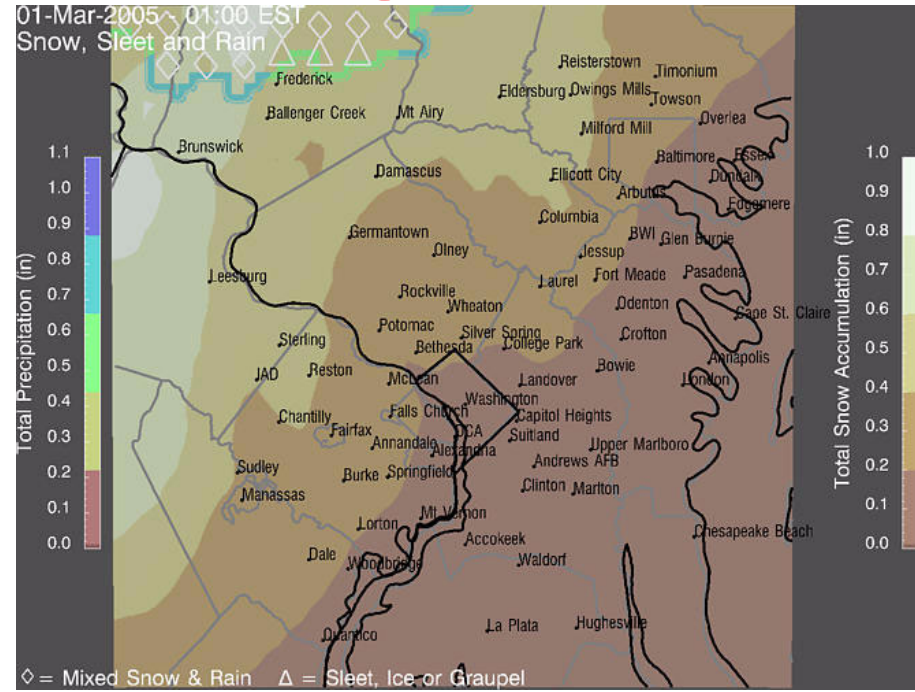 01-Mar-2005 - 01:00 EST
Snow, Sleet and Rain
Reisterstown
Timonium
Frederick
Eldersburg
Owings Mills
Towson
Ballenger Creek
Mt Airy
Overlea
Milford Mill
Brunswick
Baltimore
Essex
Damascus
Ellicott City
Dundalk
Arbutus
Edgemere
Columbia
Germantown
BWI
Glen Burnie
Olney
Jessup
Leesburg
Laurel
Fort Meade
Pasadena
Rockville
Wheaton
Odenton
Cape St. Claire
Potomac
Silver Spring
Sterling
Bethesda
College Park
Crofton
Annapolis
JAD
Reston
McLean
Landover
Bowie
London
Washington
Chantilly
Falls Church
Capitol Heights
Fairfax
DCA
Suitland
Annandale
Alexandria
Upper Marlboro
Sudley
Burke
Springfield
Andrews AFB
Manassas
Clinton
Marlton
Lorton
Mt Vernon
Chesapeake Beach
Accokeek
Dale
Woodbridge
Waldorf
Quantico
La Plata
Hughesville
Total Precipitation (in)
1.1
1.0
0.9
0.8
0.7
0.6
0.5
0.4
0.3
0.2
0.1
0.0
Total Snow Accumulation (in)
1.0
0.9
0.8
0.7
0.6
0.5
0.4
0.3
0.2
0.1
0.0
◊ = Mixed Snow & Rain Δ = Sleet, Ice or Graupel